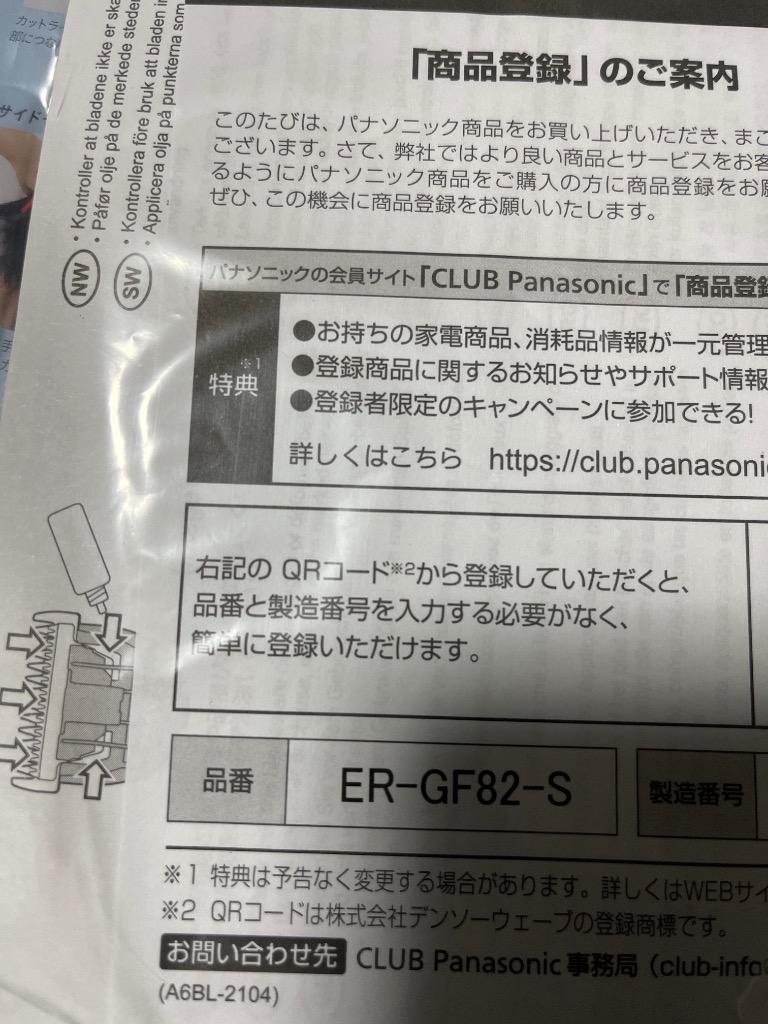 カットラ
部につな
サイドー
NW ・Kontroller at bladene ikke er ska
・Påfør olje på de merkede steder
SW ・Kontrollera före bruk att bladen in
・Applicera olja på punkterna som
「商品登録」のご案内
このたびは、パナソニック商品をお買い上げいただき、まこ
ございます。さて、弊社ではより良い商品とサービスをお客
るようにパナソニック商品をご購入の方に商品登録をお願
ぜひ、この機会に商品登録をお願いいたします。
パナソニックの会員サイト「CLUB Panasonic」で「商品登録
特典※1
●お持ちの家電商品、消耗品情報が一元管理
●登録商品に関するお知らせやサポート情報
●登録者限定のキャンペーンに参加できる!
詳しくはこちら https://club.panasonic
右記の QRコード※2から登録していただくと、
品番と製造番号を入力する必要がなく、
簡単に登録いただけます。
品番 ER-GF82-S 製造番号
※1 特典は予告なく変更する場合があります。詳しくはWEBサイ
※2 QRコードは株式会社デンソーウェーブの登録商標です。
お問い合わせ先 CLUB Panasonic 事務局（club-info
(A6BL-2104)